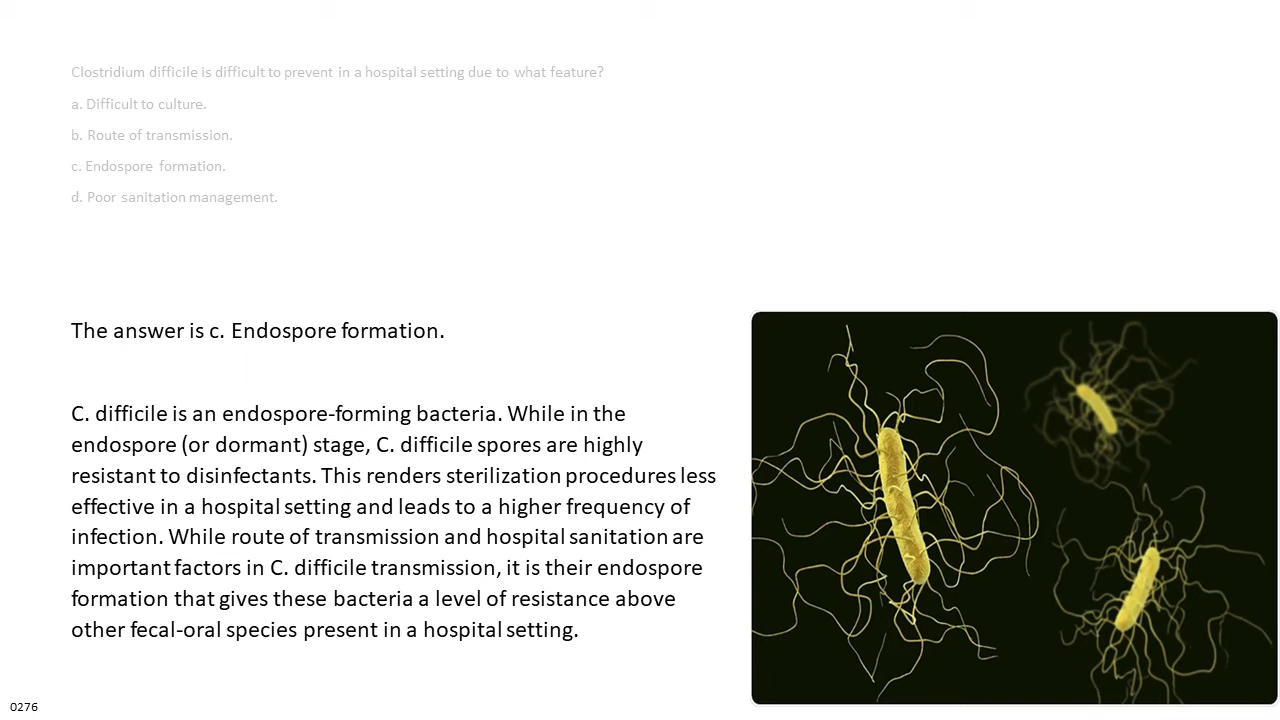 Clostridium difficile is difficult to prevent in a hospital setting due to what feature?
a. Difficult to culture.
b. Route of transmission.
c. Endospore formation.
d. Poor sanitation management.
The answer is c. Endospore formation.
C. difficile is an endospore-forming bacteria. While in the
endospore (or dormant) stage, C. difficile spores are highly
resistant to disinfectants. This renders sterilization procedures less
effective in a hospital setting and leads to a higher frequency of
infection. While route of transmission and hospital sanitation are
important factors in C. difficile transmission, it is their endospore
formation that gives these bacteria a level of resistance above
other fecal-oral species present in a hospital setting.
0276